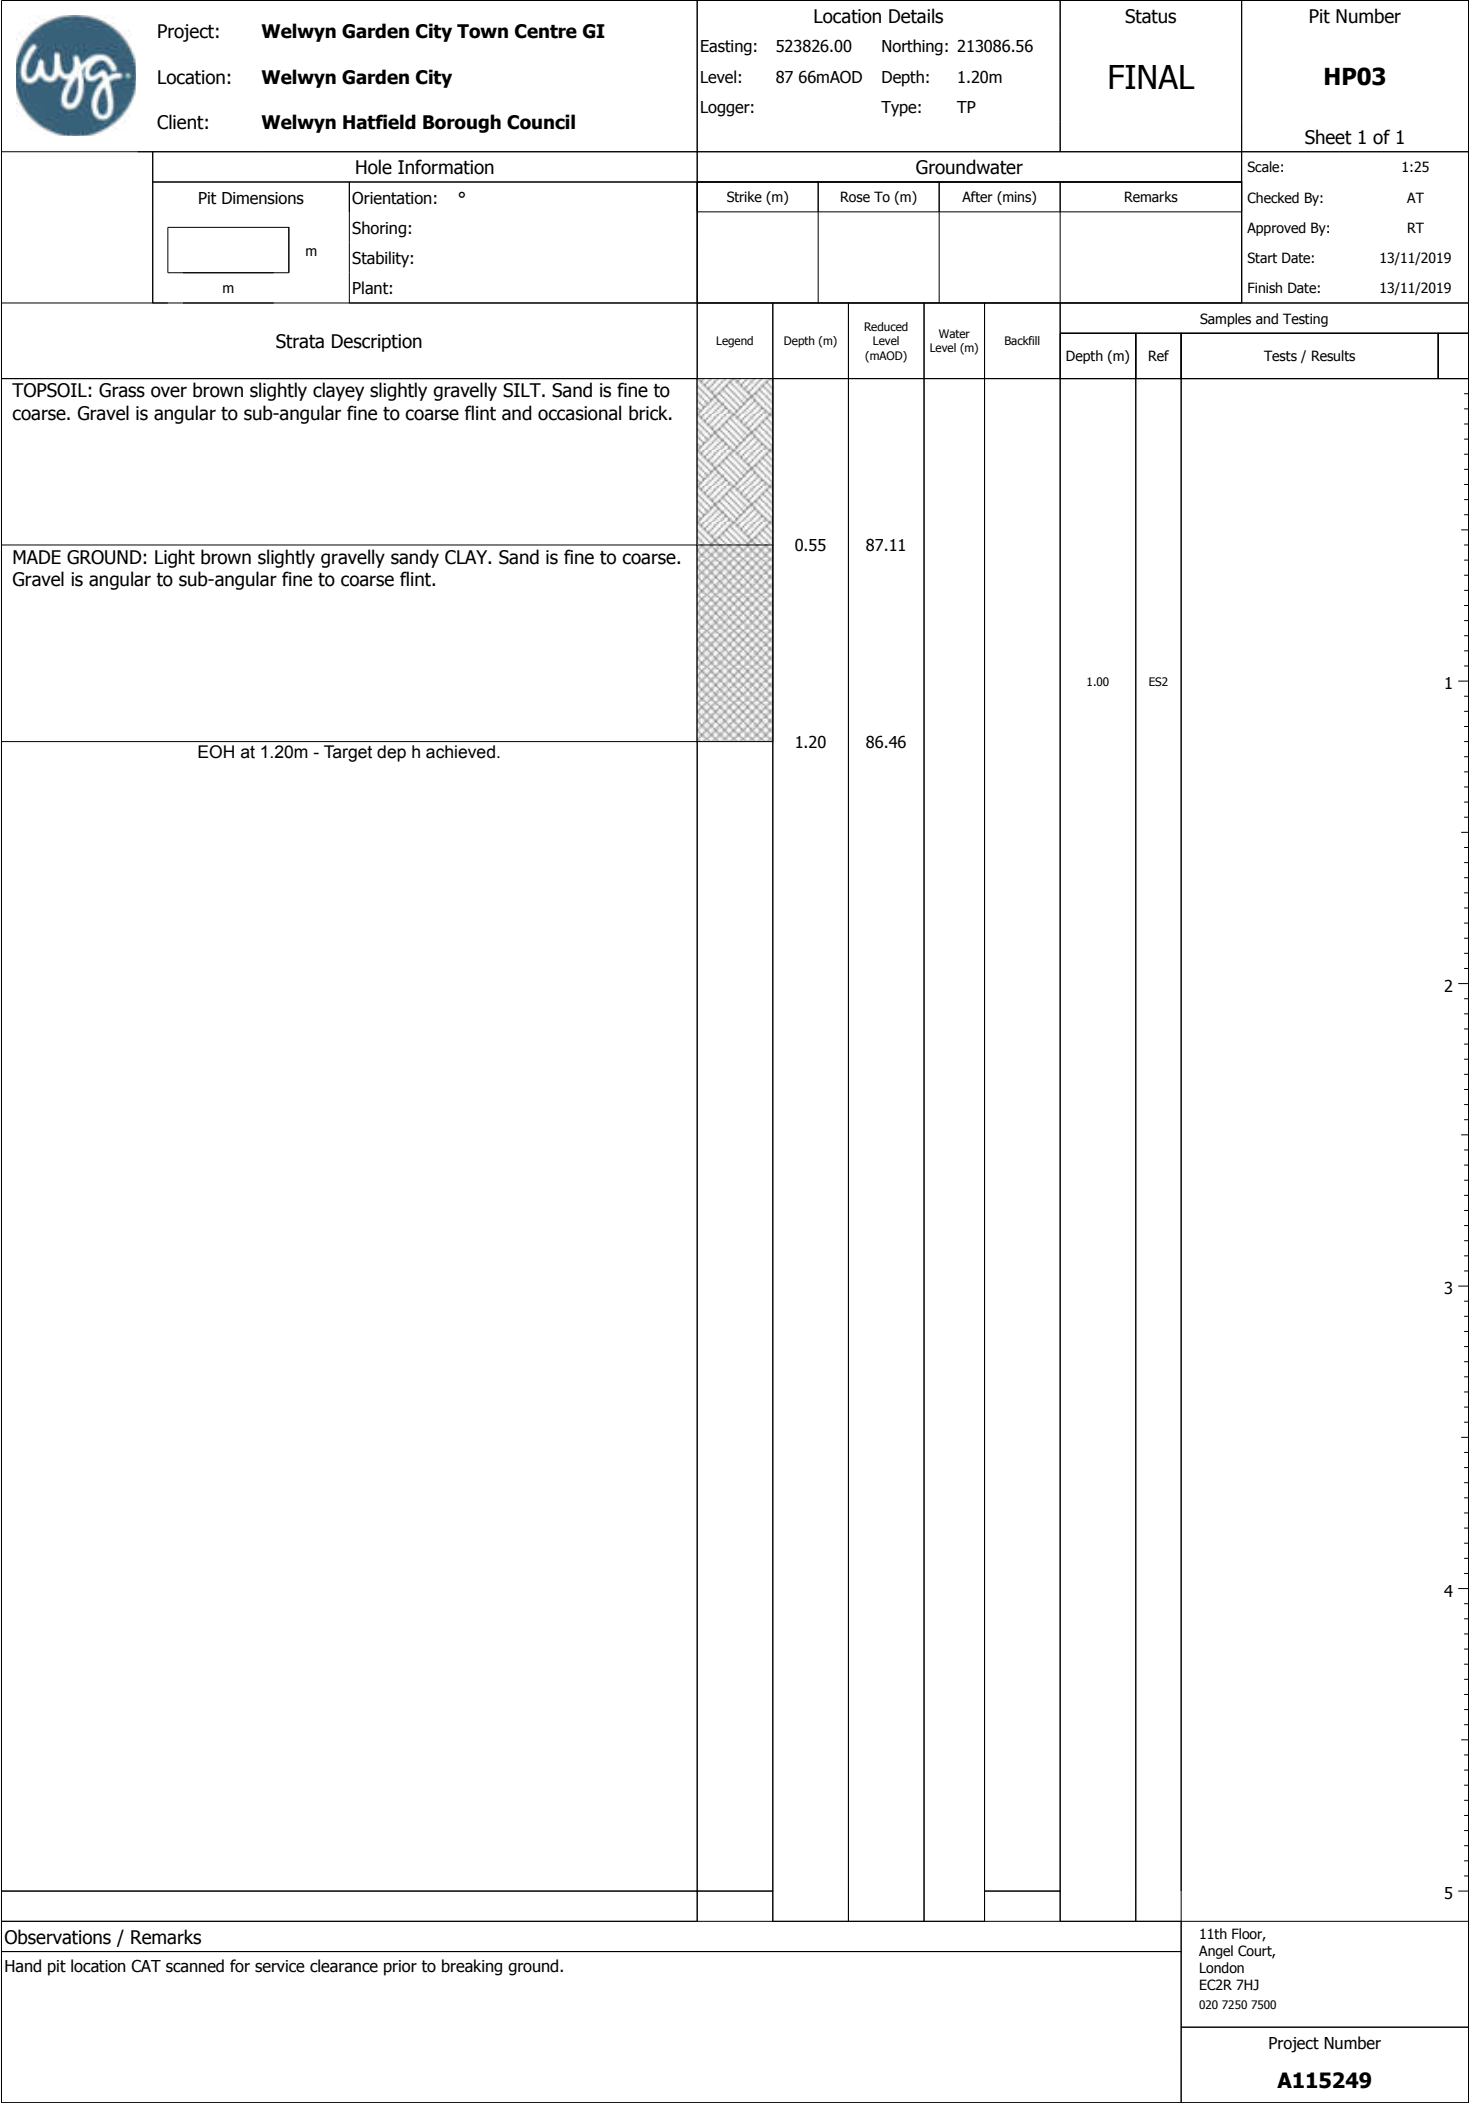 wyg.
Project: Welwyn Garden City Town Centre GI
Location: Welwyn Garden City
Client: Welwyn Hatfield Borough Council
Location Details
Easting: 523826.00 Northing: 213086.56
Level: 87 66mAOD Depth: 1.20m
Logger: Type: TP
Status
FINAL
Pit Number
HP03
Sheet 1 of 1
Hole Information
Pit Dimensions
m
m
Orientation: °
Shoring:
Stability:
Plant:
Groundwater
Strike (m) Rose To (m) After (mins) Remarks
Scale: 1:25
Checked By: AT
Approved By: RT
Start Date: 13/11/2019
Finish Date: 13/11/2019
Strata Description
Legend
Depth (m)
Reduced
Level
(mAOD)
Water
Level (m)
Backfill
Samples and Testing
Depth (m) Ref Tests / Results
TOPSOIL: Grass over brown slightly clayey slightly gravelly SILT. Sand is fine to
coarse. Gravel is angular to sub-angular fine to coarse flint and occasional brick.
0.55 87.11
MADE GROUND: Light brown slightly gravelly sandy CLAY. Sand is fine to coarse.
Gravel is angular to sub-angular fine to coarse flint.
1.00 ES2
1
1.20 86.46
EOH at 1.20m - Target dep h achieved.
2
3
4
5
Observations / Remarks
Hand pit location CAT scanned for service clearance prior to breaking ground.
11th Floor,
Angel Court,
London
EC2R 7HJ
020 7250 7500
Project Number
A115249